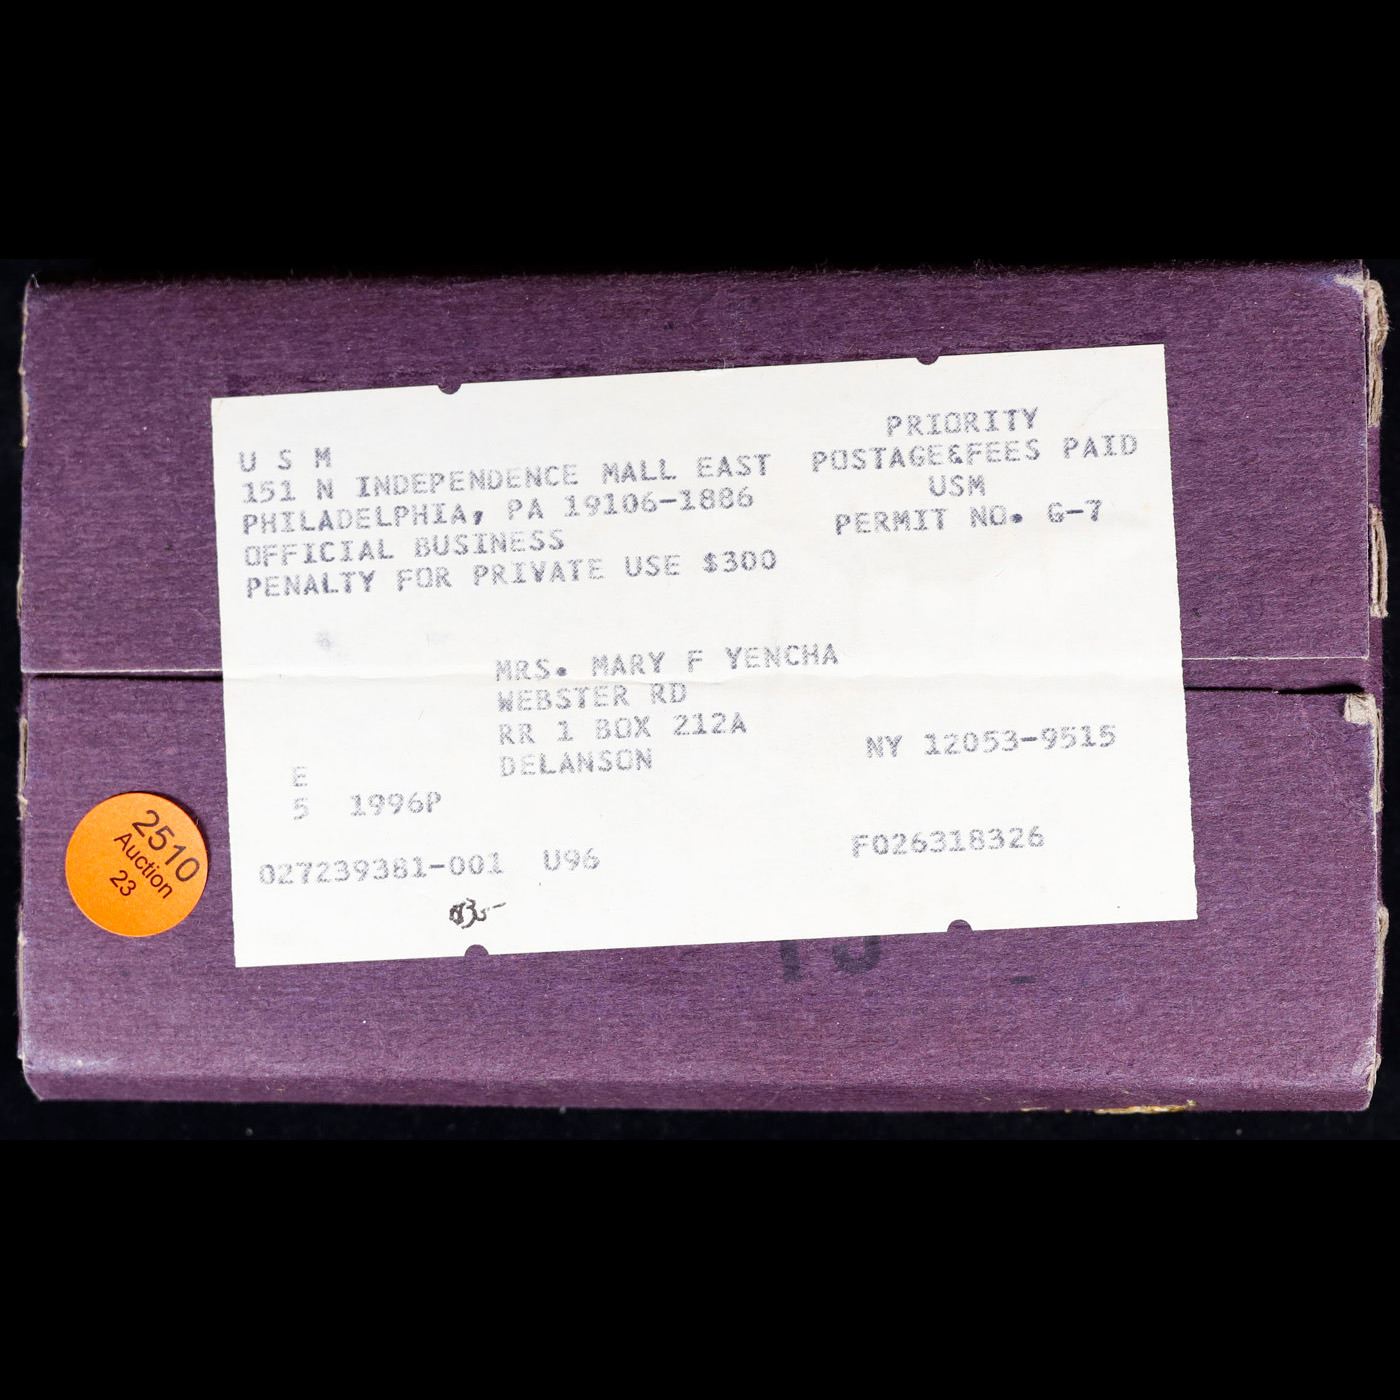 PRIORITY
U S M
POSTAGE&FEES PAID
151 N INDEPENDENCE MALL EAST
USM
PHILADELPHIA, PA 19106-1886
PERMIT NO. G-7
OFFICIAL BUSINESS
PENALTY FOR PRIVATE USE $300
MRS. MARY F YENCHA
WEBSTER RD
RR 1 BOX 212A
DELANSON NY 12053-9515
E
5 1996P
F026318326
027239381-001 U96
2510
Auction
23